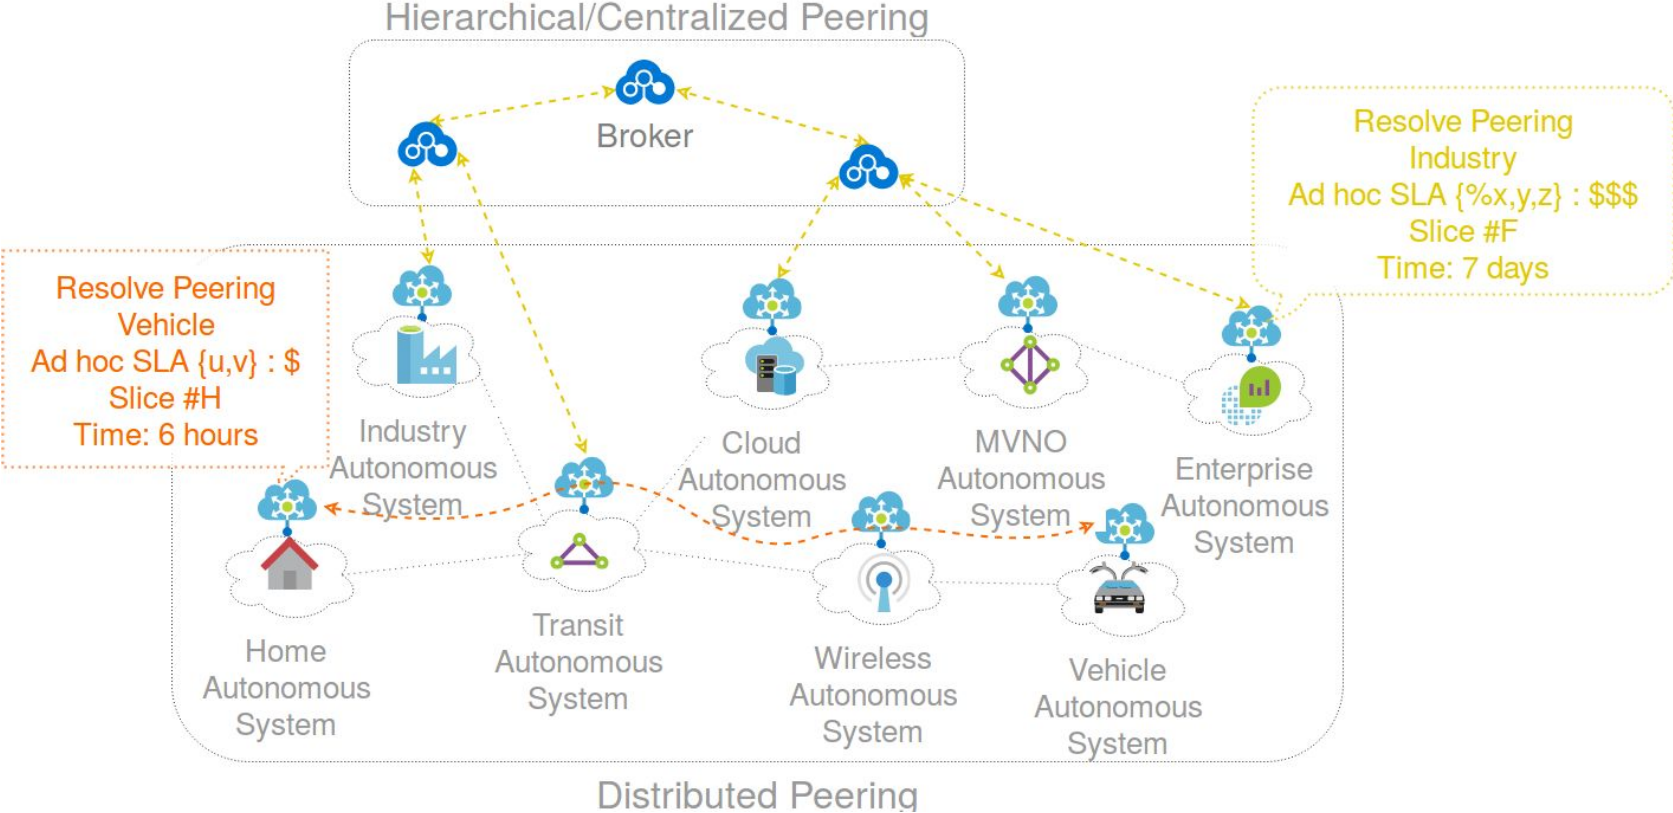 Hierarchical/Centralized Peering
Broker
Resolve Peering
Industry
Ad hoc SLA {%x,y,z} : $$$
Slice #F
Time: 7 days
Resolve Peering
Vehicle
Ad hoc SLA {u,v} : $
Slice #H
Time: 6 hours
Industry
Autonomous
System
Cloud
Autonomous
System
MVNO
Autonomous
System
Enterprise
Autonomous
System
Home
Autonomous
System
Transit
Autonomous
System
Wireless
Autonomous
System
Vehicle
Autonomous
System
Distributed Peering